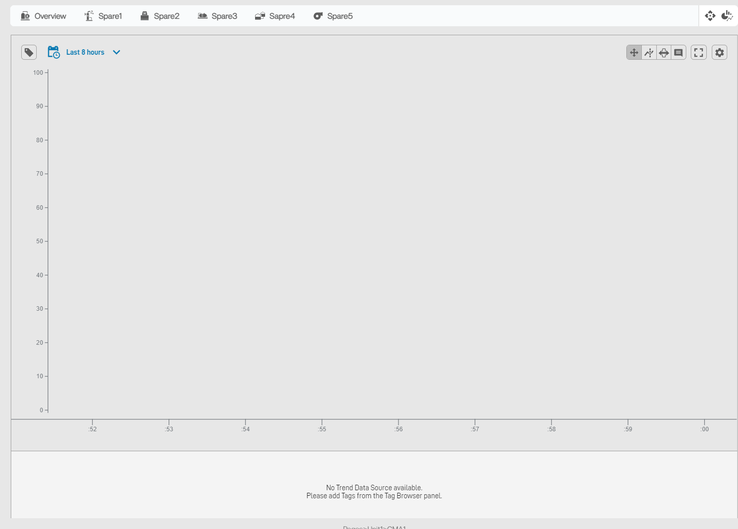 Overview Spare1 Spare2 Spare3 Sapre4 Spare5
Last 8 hours
100
90
80
70
60
50
40
30
20
10
0
:52 :53 :54 :55 :56 :57 :58 :59 :00
No Trend Data Source available.
Please add Tags from the Tag Browser panel.